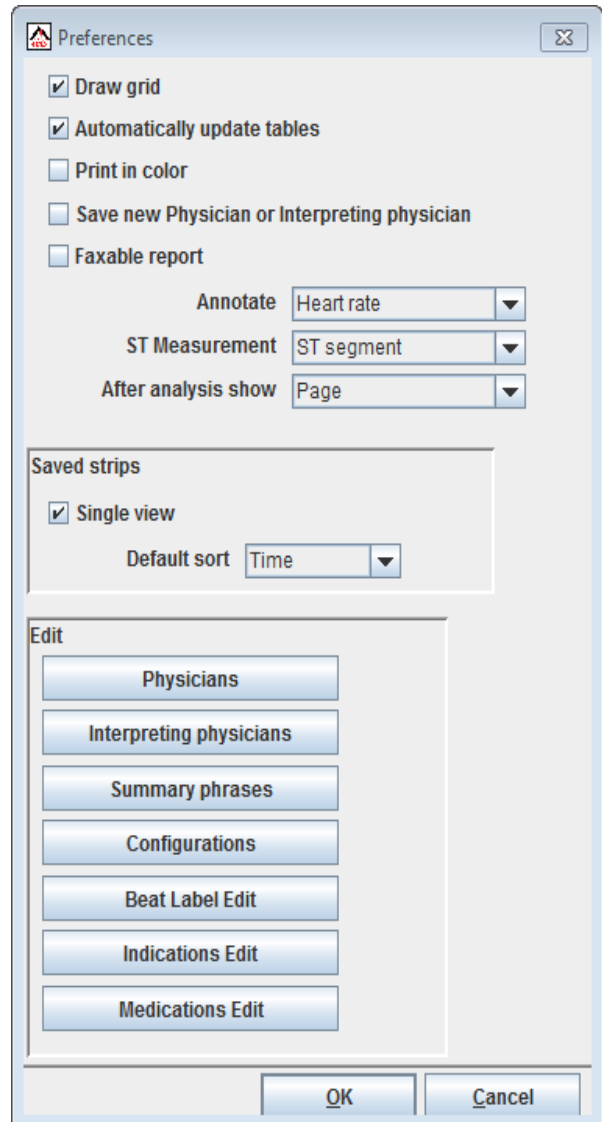 Preferences
Draw grid
Automatically update tables
Print in color
Save new Physician or Interpreting physician
Faxable report
Annotate Heart rate
ST Measurement ST segment
After analysis show Page
Saved strips
Single view
Default sort Time
Edit
Physicians
Interpreting physicians
Summary phrases
Configurations
Beat Label Edit
Indications Edit
Medications Edit
OK Cancel